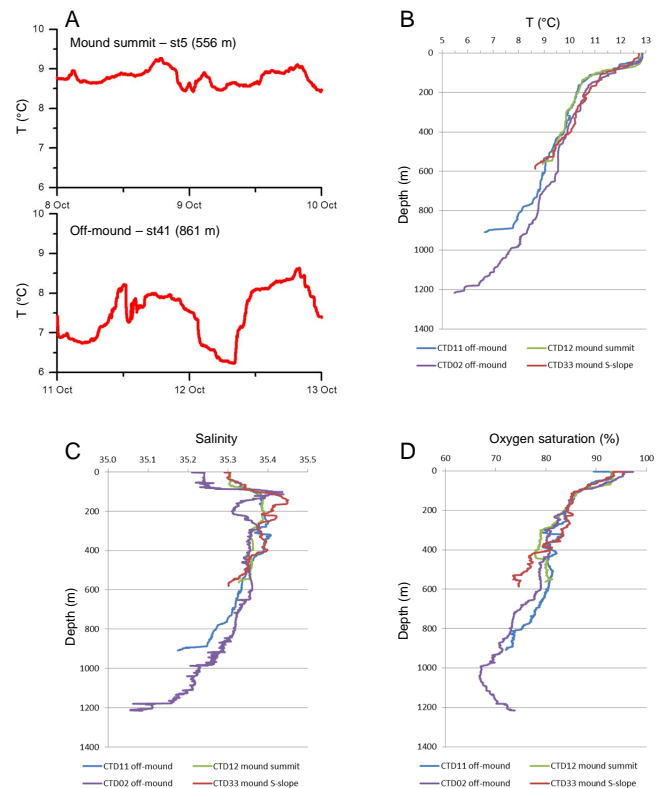 A
Mound summit – st5 (556 m)
T (°C)
10
9
8
7
6
8 Oct 9 Oct 10 Oct
Off-mound – st41 (861 m)
T (°C)
10
9
8
7
6
11 Oct 12 Oct 13 Oct
B
T (°C)
5 6 7 8 9 10 11 12 13
Depth (m)
0
200
400
600
800
1000
1200
1400
CTD11 off-mound CTD12 mound summit
CTD02 off-mound CTD33 mound S-slope
C
Salinity
35.0 35.1 35.2 35.3 35.4 35.5
Depth (m)
0
200
400
600
800
1000
1200
1400
CTD11 off-mound CTD12 mound summit
CTD02 off-mound CTD33 mound S-slope
D
Oxygen saturation (%)
60 70 80 90 100
Depth (m)
0
200
400
600
800
1000
1200
1400
CTD11 off-mound CTD12 mound summit
CTD02 off-mound CTD33 mound S-slope